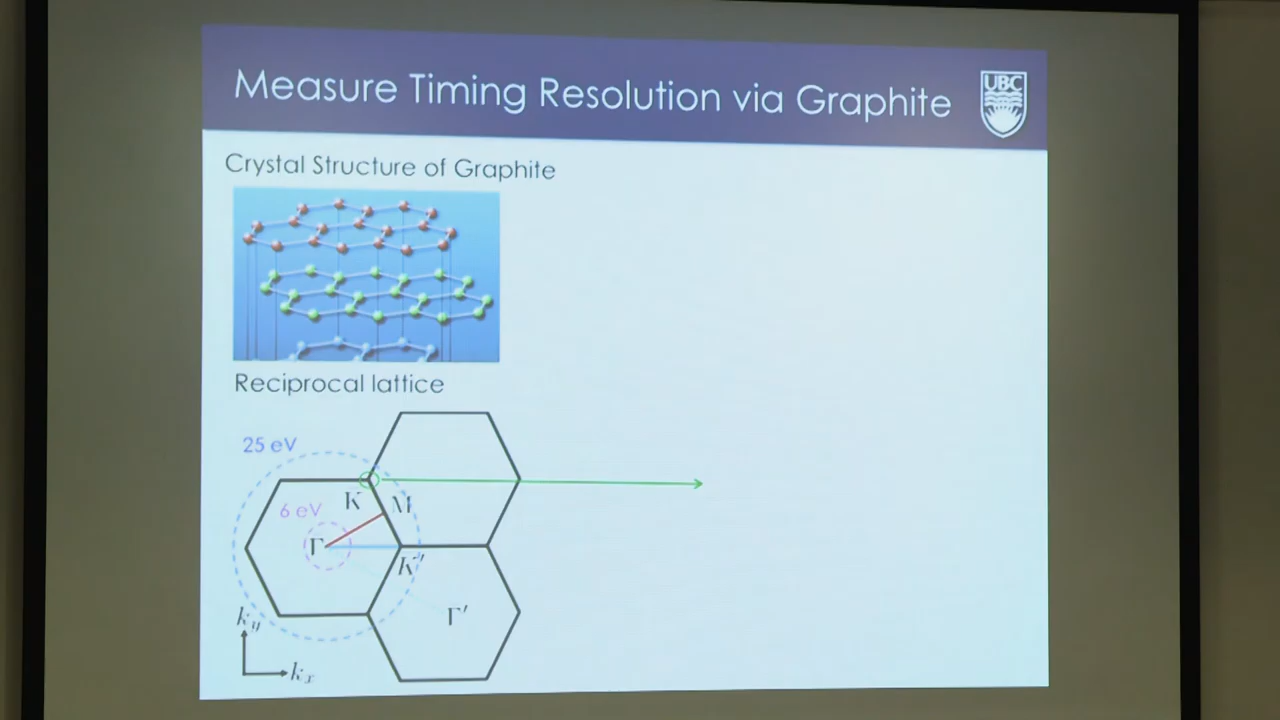 Measure Timing Resolution via Graphite
UBC
Crystal Structure of Graphite
Reciprocal lattice
25 eV
6 eV
K
M
Γ
K'
Γ′
k_y
k_x